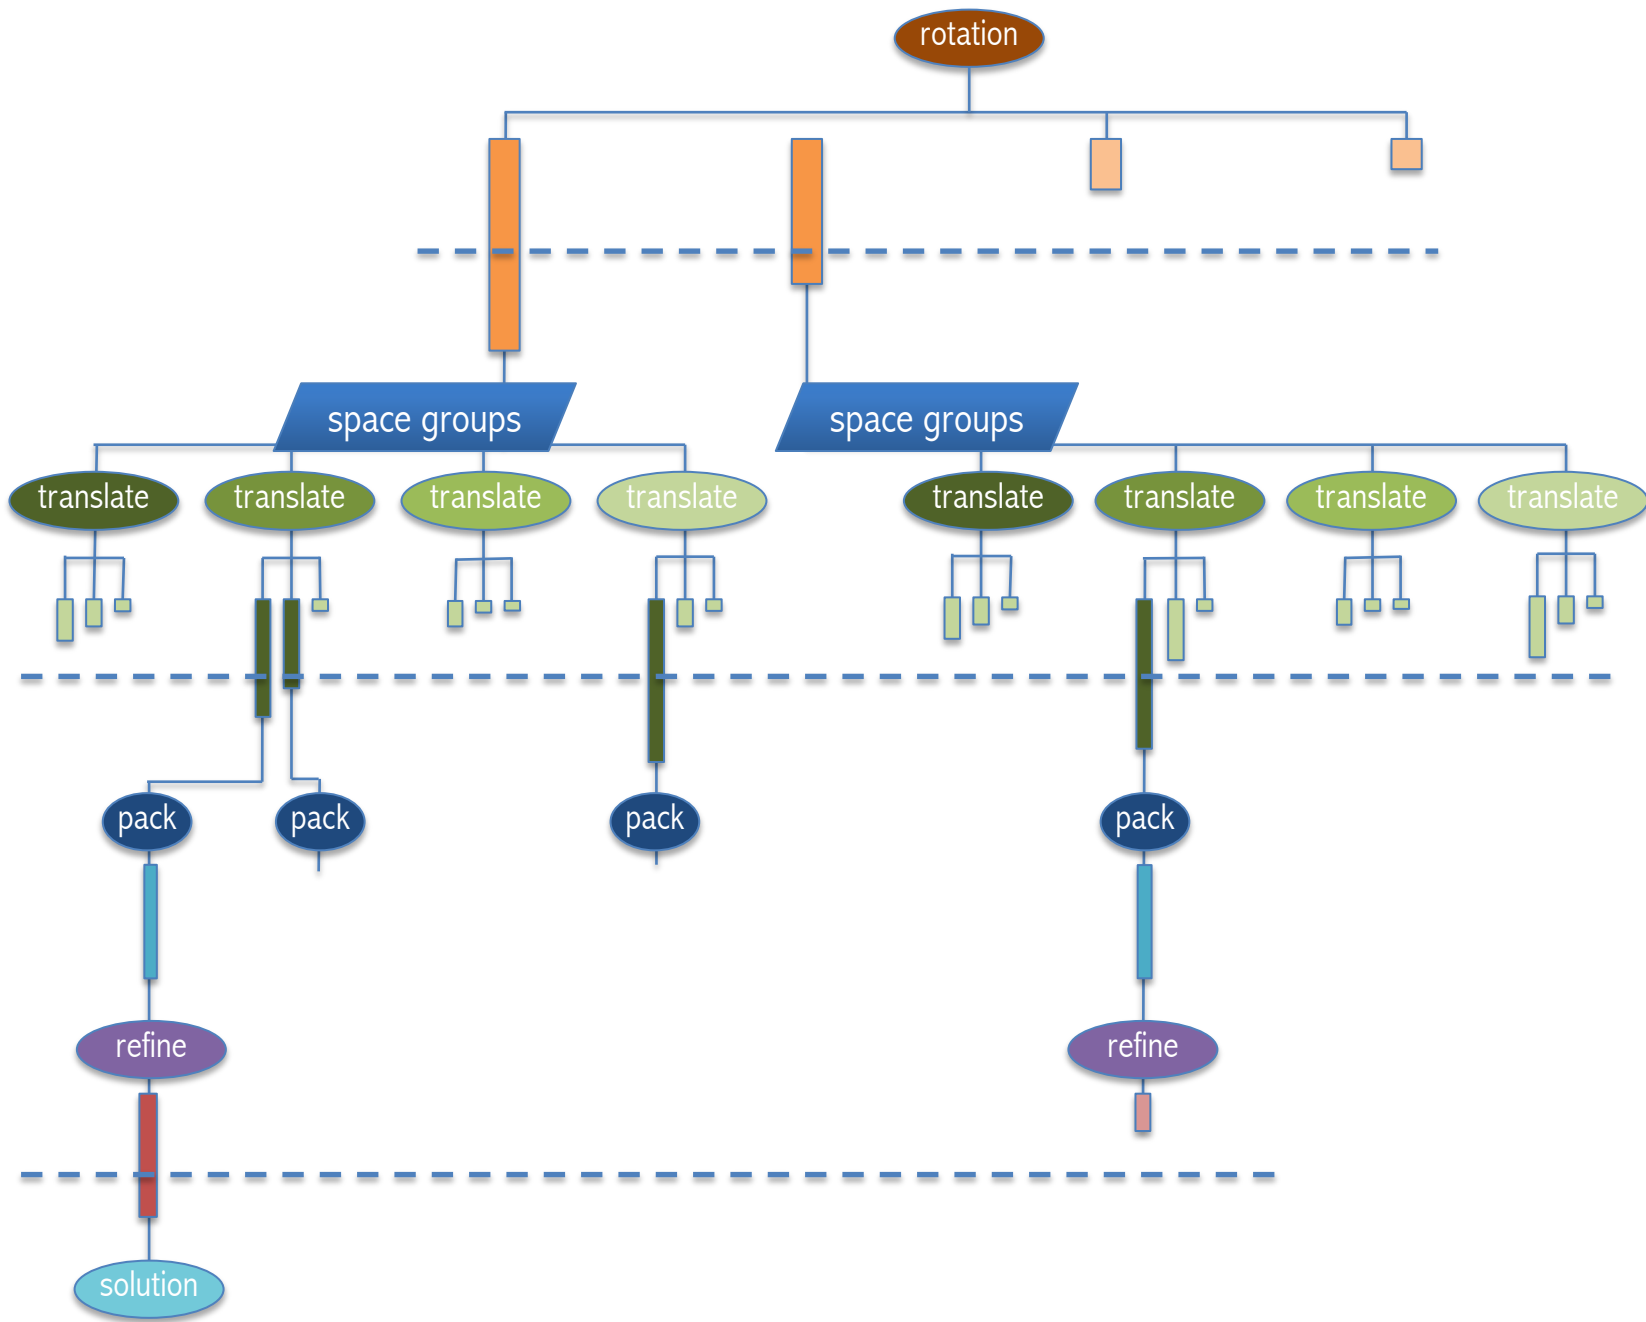 rotation
space groups
space groups
translate
translate
translate
translate
translate
translate
translate
translate
pack
pack
pack
pack
refine
refine
solution